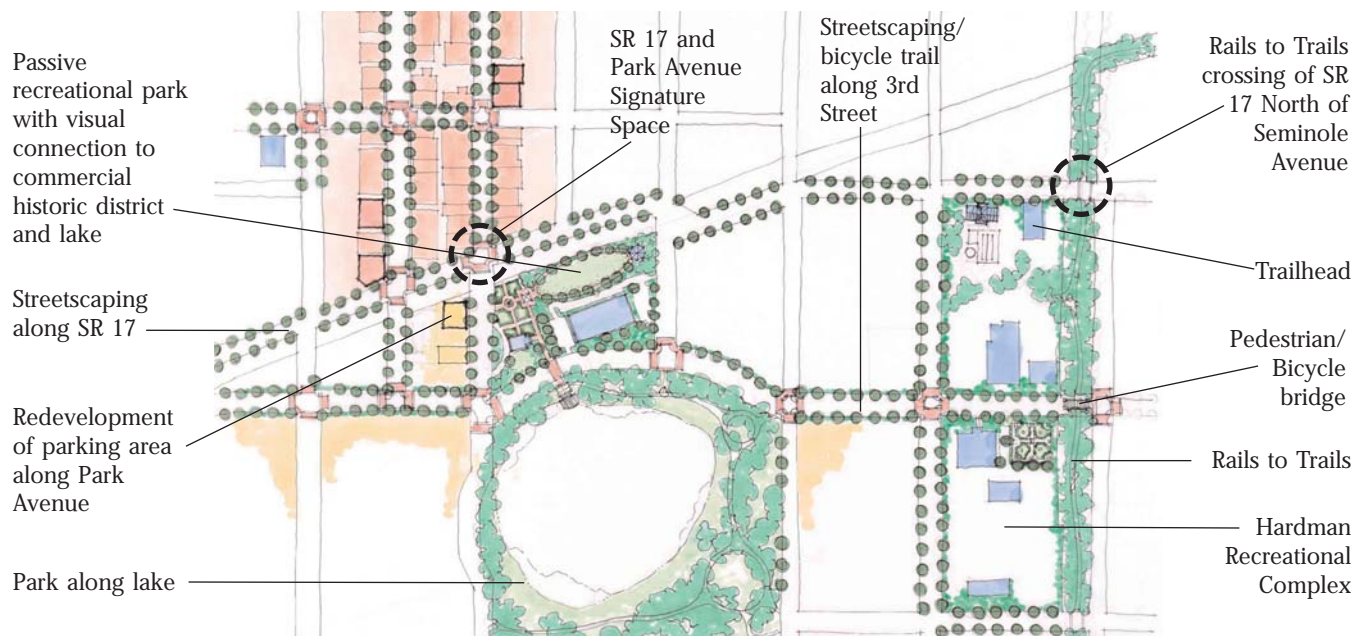 Passive
recreational park
with visual
connection to
commercial
historic district
and lake
Streetscaping
along SR 17
Redevelopment
of parking area
along Park
Avenue
Park along lake
SR 17 and
Park Avenue
Signature
Space
Streetscaping/
bicycle trail
along 3rd
Street
Rails to Trails
crossing of SR
17 North of
Seminole
Avenue
Trailhead
Pedestrian/
Bicycle
bridge
Rails to Trails
Hardman
Recreational
Complex